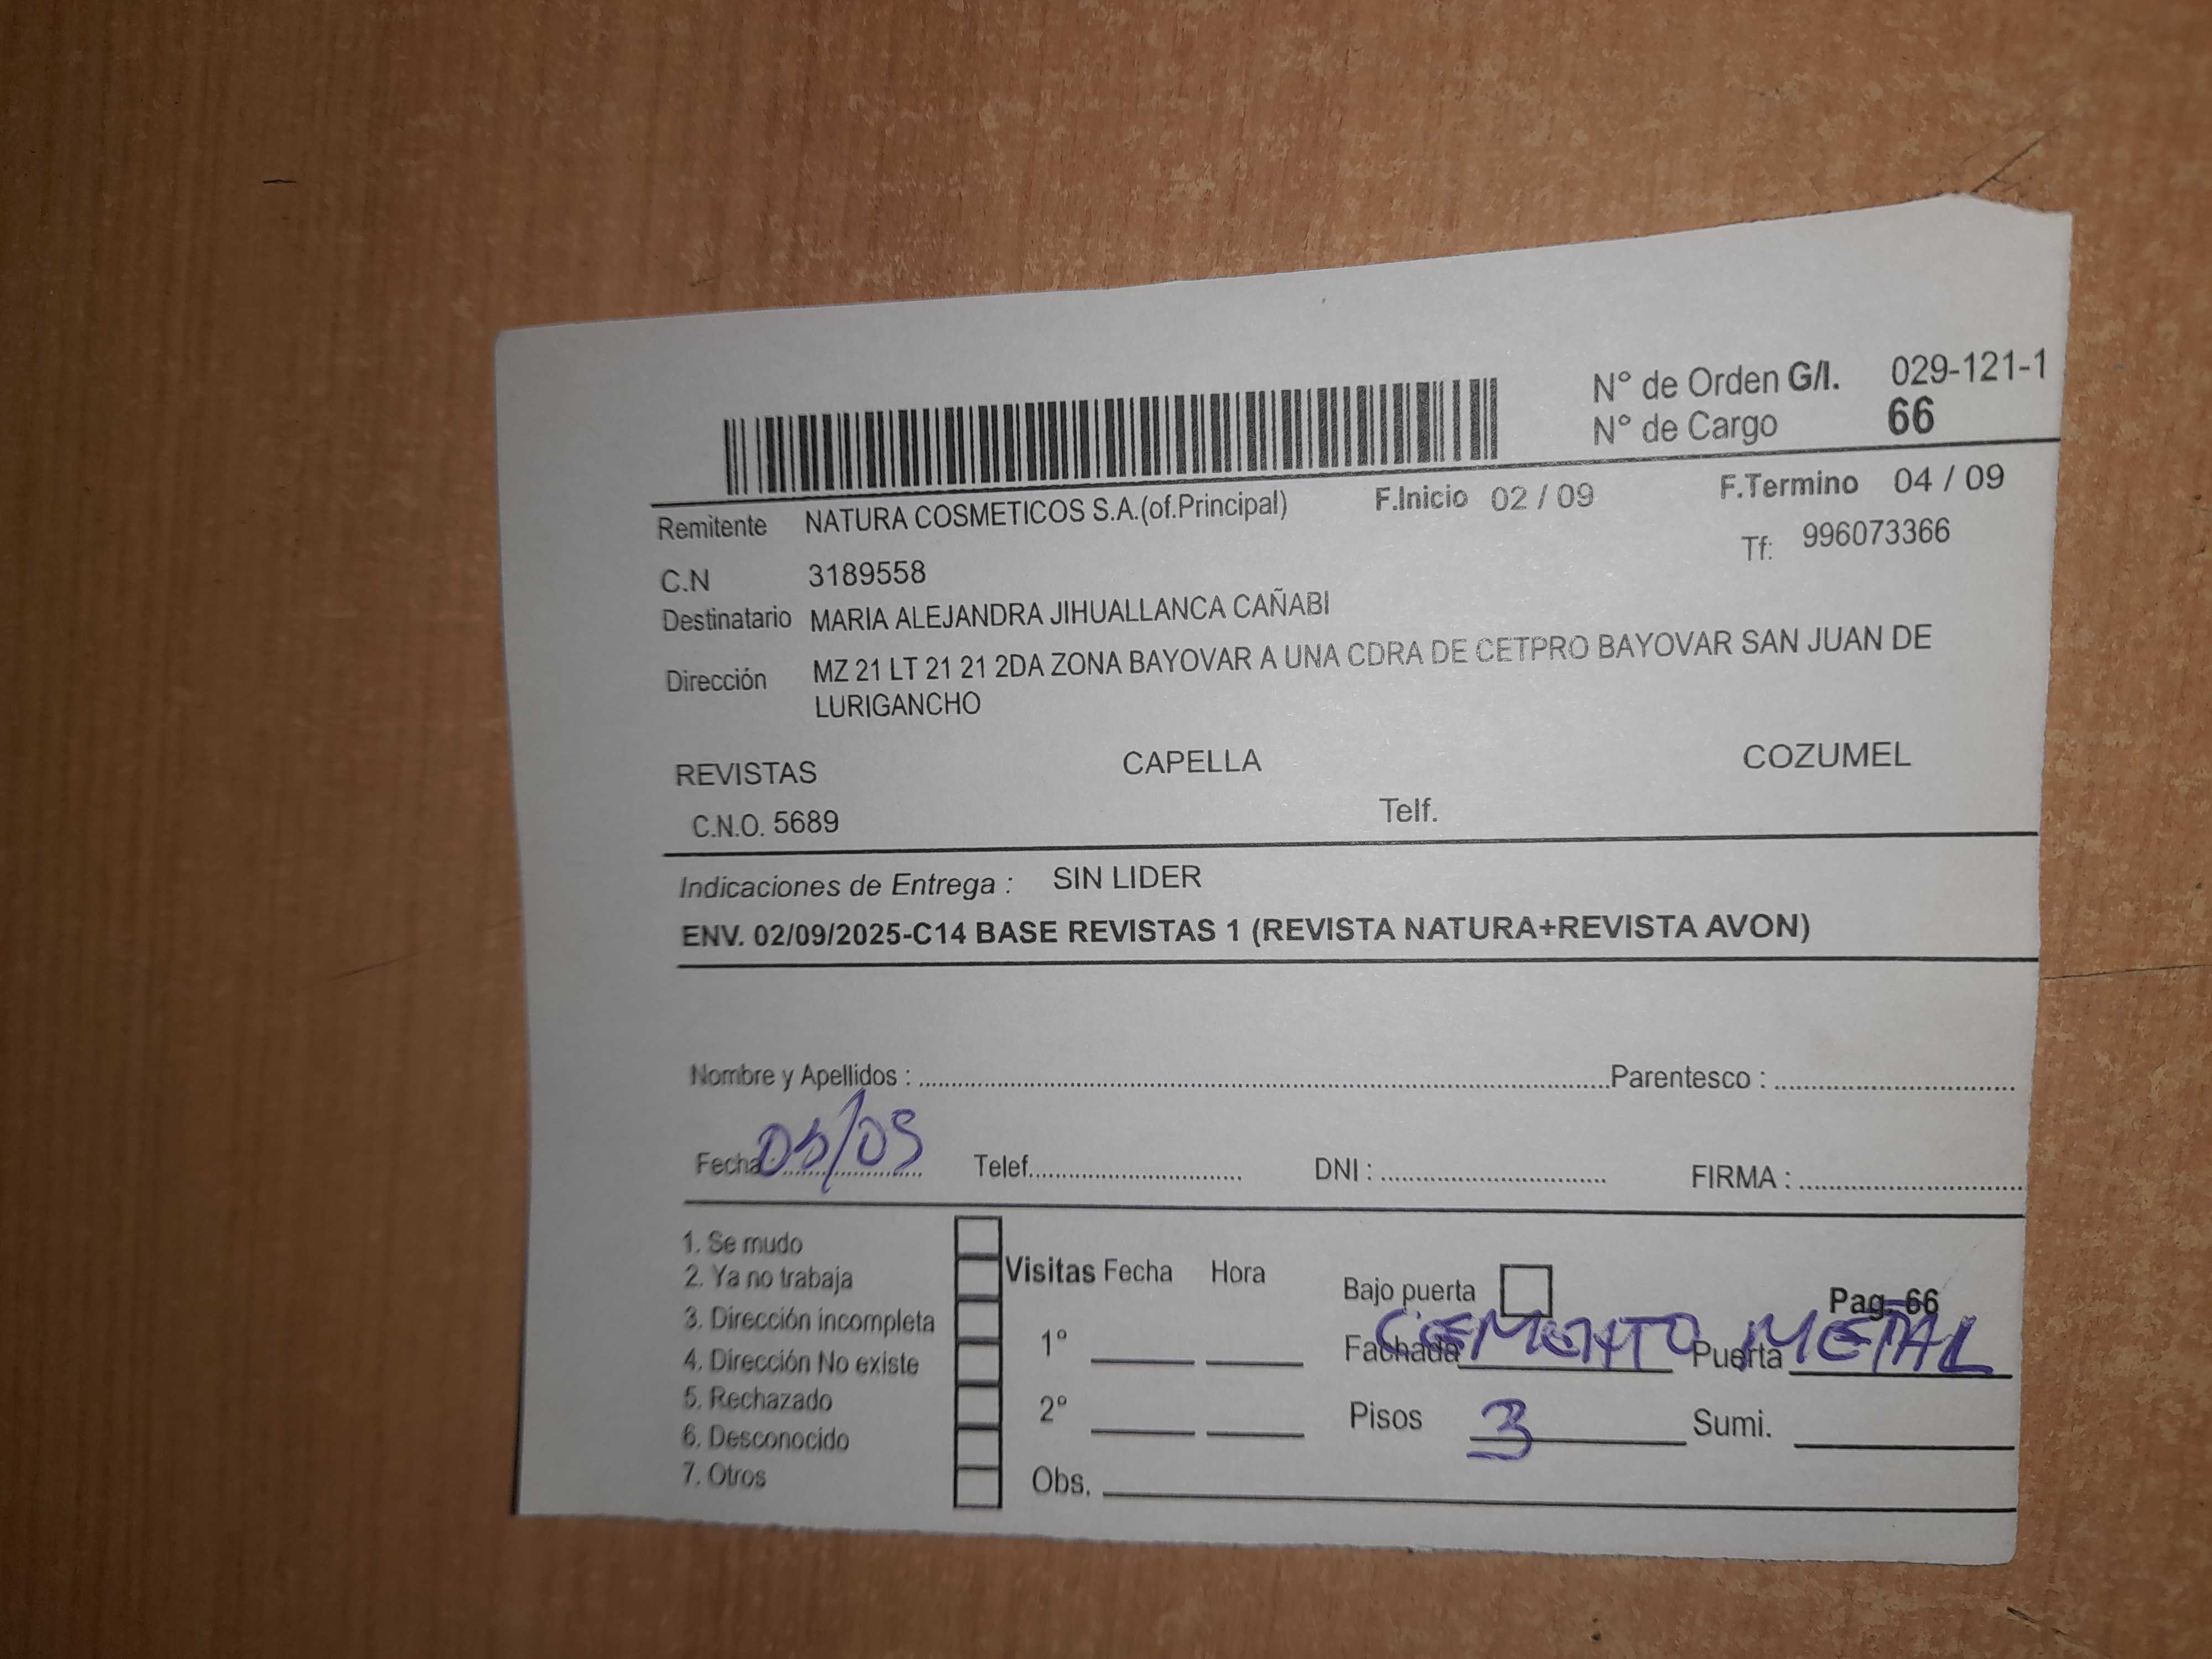 N° de Orden G/I. 029-121-1
N° de Cargo 66
Remitente NATURA COSMETICOS S.A.(of.Principal) F.Inicio 02 / 09 F.Termino 04 / 09
Tf: 996073366
C.N 3189558
Destinatario MARIA ALEJANDRA JIHUALLANCA CAÑABI
Dirección MZ 21 LT 21 21 2DA ZONA BAYOVAR A UNA CDRA DE CETPRO BAYOVAR SAN JUAN DE
LURIGANCHO
REVISTAS CAPELLA COZUMEL
C.N.O. 5689 Telf.
Indicaciones de Entrega : SIN LIDER
ENV. 02/09/2025-C14 BASE REVISTAS 1 (REVISTA NATURA+REVISTA AVON)
Nombre y Apellidos : Parentesco :
Fecha : 05/09 Telef. DNI : FIRMA :
1. Se mudo
2. Ya no trabaja
3. Dirección incompleta
4. Dirección No existe
5. Rechazado
6. Desconocido
7. Otros
Visitas Fecha Hora
1°
2°
Obs.
Bajo puerta Pag. 66
Fachada CEMENTO Puerta METAL
Pisos 3 Sumi.